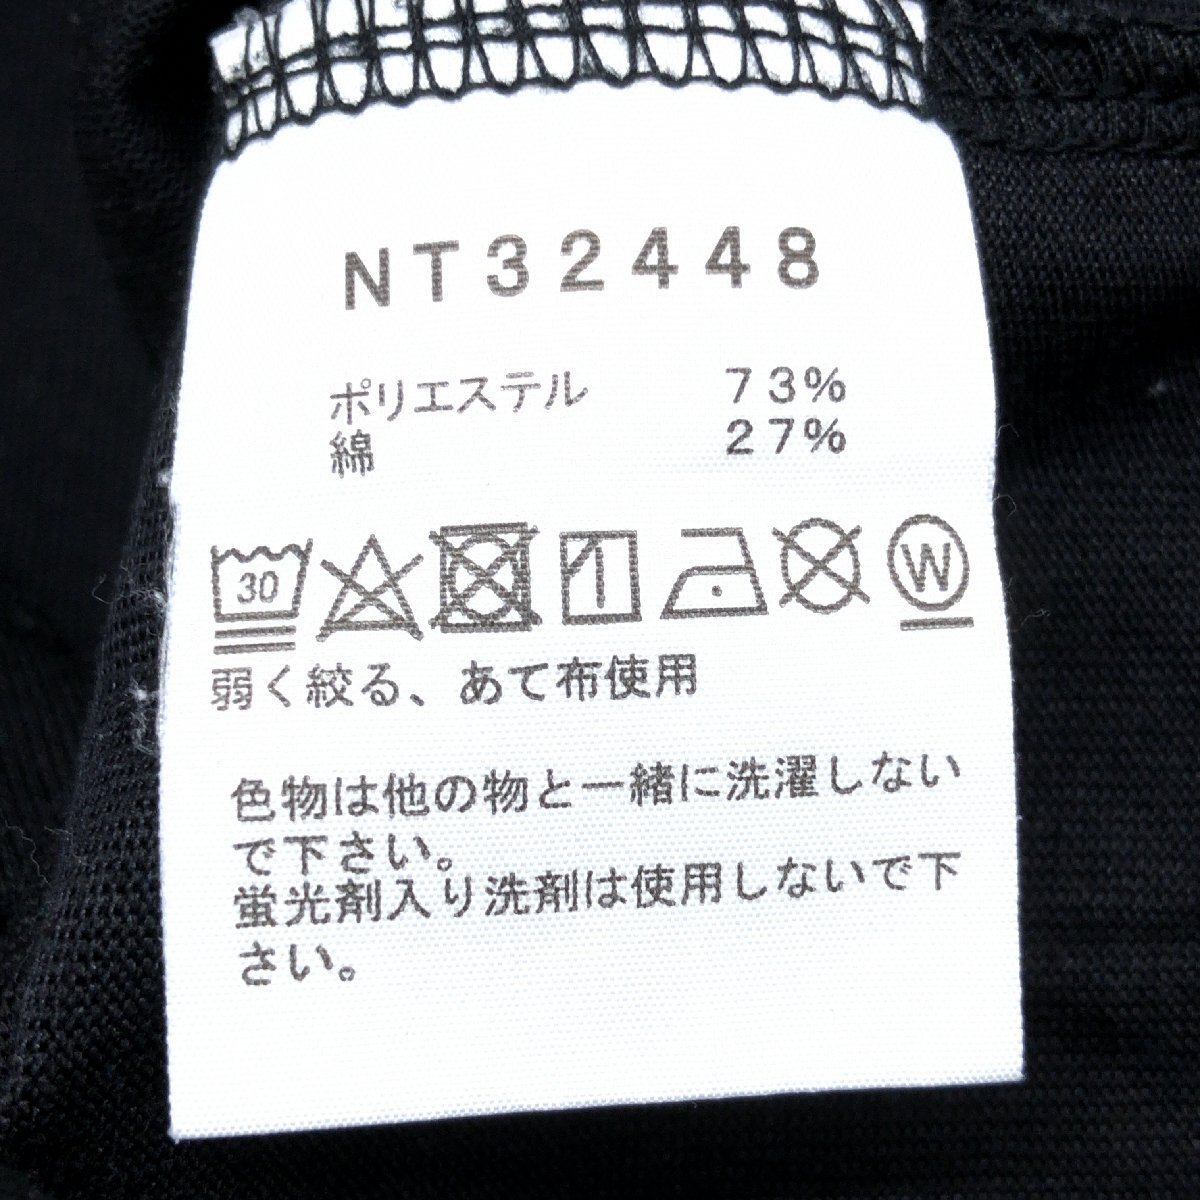 NT32448
ポリエステル 73%
綿 27%
30 W
弱く絞る、あて布使用
色物は他の物と一緒に洗濯しない
で下さい。
蛍光剤入り洗剤は使用しないで下
さい。